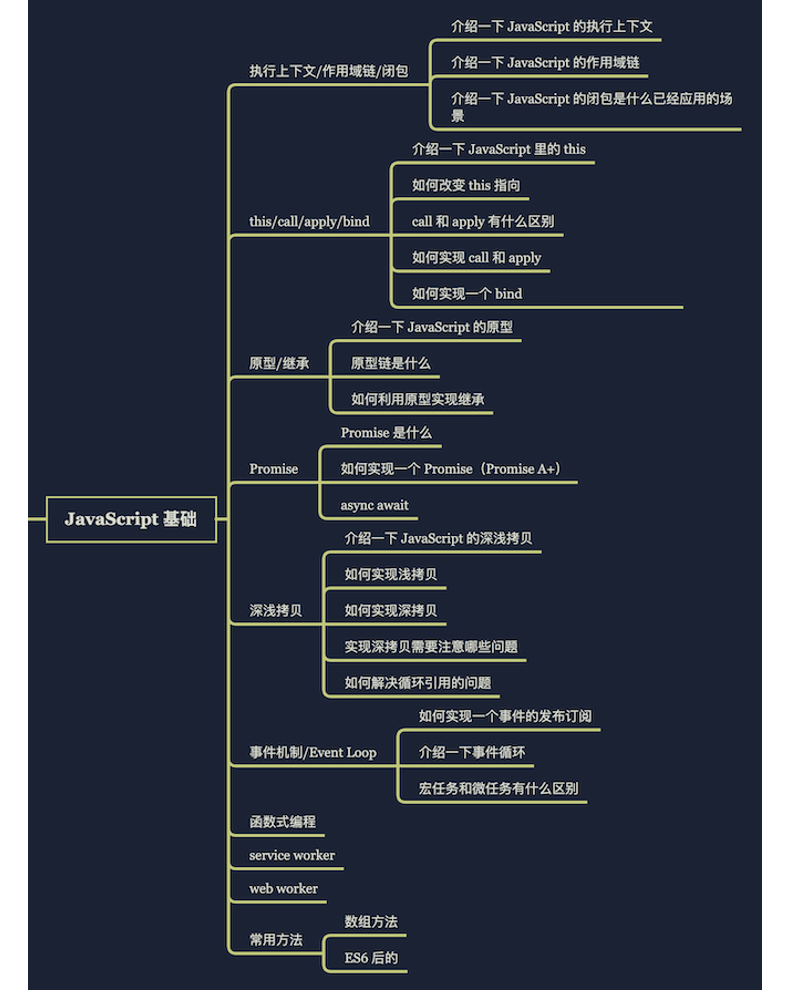 介绍一下 JavaScript 的执行上下文
介绍一下 JavaScript 的作用域链
执行上下文/作用域链/闭包
介绍一下 JavaScript 的闭包是什么已经应用的场
景
介绍一下 JavaScript 里的 this
如何改变 this 指向
this/call/apply/bind
call 和 apply 有什么区别
如何实现 call 和 apply
如何实现一个 bind
介绍一下 JavaScript 的原型
原型/继承
原型链是什么
如何利用原型实现继承
Promise 是什么
Promise
如何实现一个 Promise（Promise A+）
async await
JavaScript 基础
介绍一下 JavaScript 的深浅拷贝
如何实现浅拷贝
深浅拷贝
如何实现深拷贝
实现深拷贝需要注意哪些问题
如何解决循环引用的问题
如何实现一个事件的发布订阅
事件机制/Event Loop
介绍一下事件循环
宏任务和微任务有什么区别
函数式编程
service worker
web worker
常用方法
数组方法
ES6 后的